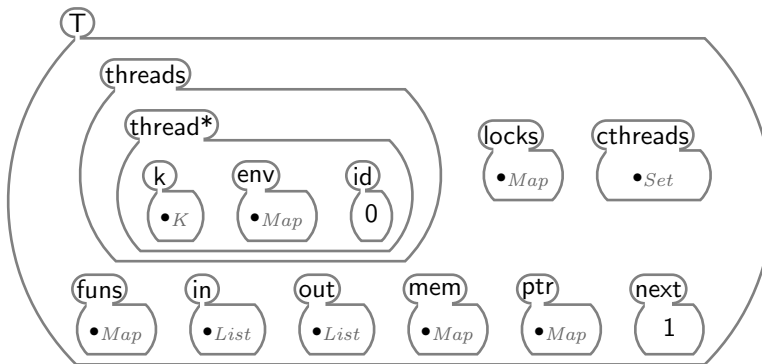 T
threads
thread* locks cthreads
k env id •Map •Set
•K •Map 0
funs in out mem ptr next
•Map •List •List •Map •Map 1